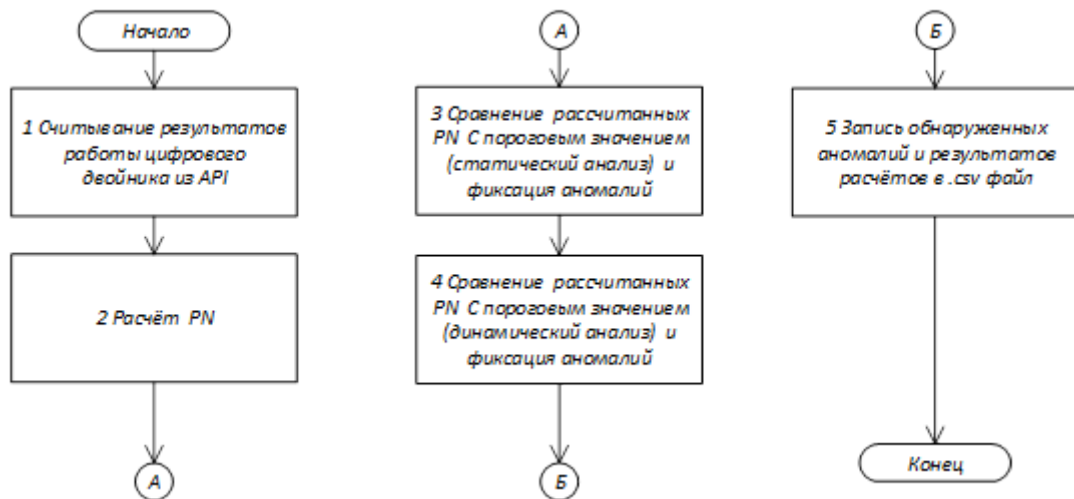 Начало
1 Считывание результатов
работы цифрового
двойника из API
2 Расчёт PN
А
А
3 Сравнение рассчитанных
PN С пороговым значением
(статический анализ) и
фиксация аномалий
4 Сравнение рассчитанных
PN С пороговым значением
(динамический анализ) и
фиксация аномалий
Б
Б
5 Запись обнаруженных
аномалий и результатов
расчётов в .csv файл
Конец